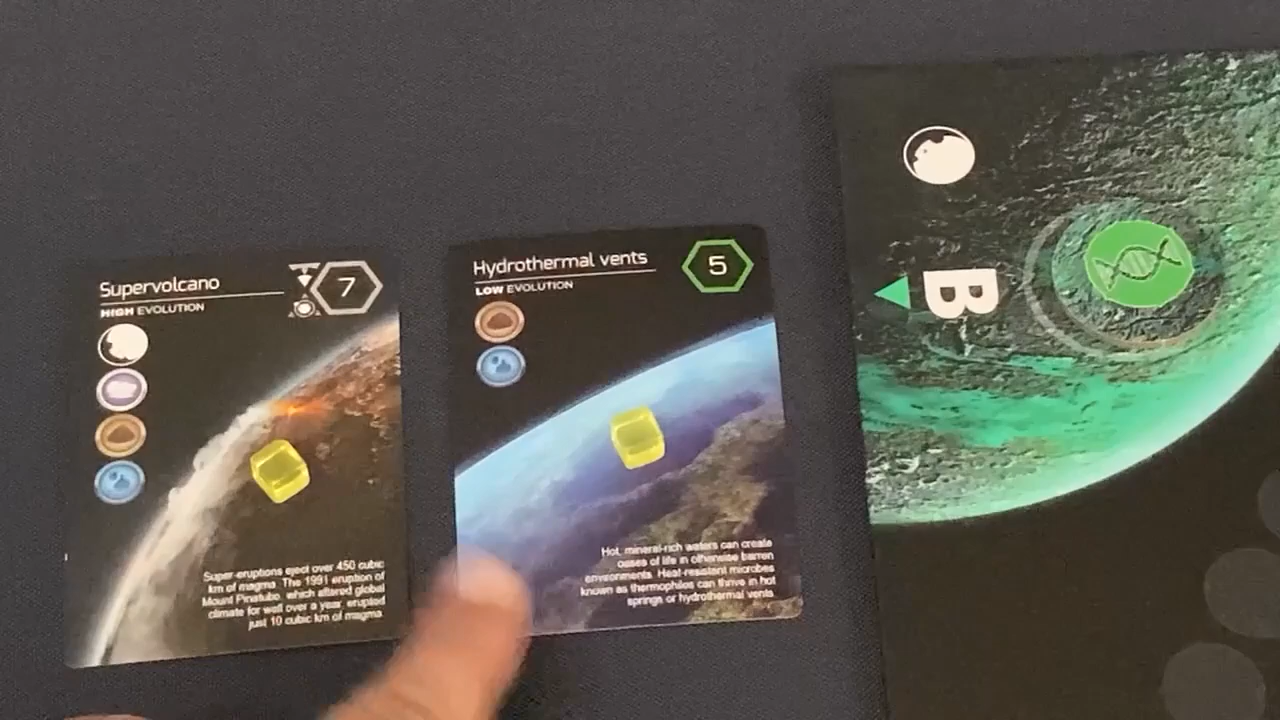 Supervolcano
HIGH EVOLUTION
7
Super-eruptions eject over 450 cubic
km of magma. The 1991 eruption of
Mount Pinatubo, which altered global
climate for well over a year, erupted
just 10 cubic km of magma
Hydrothermal vents
LOW EVOLUTION
5
Hot, mineral-rich waters can create
oases of life in otherwise barren
environments. Heat-resistant microbes
known as thermophiles can thrive in hot
springs or hydrothermal vents
B